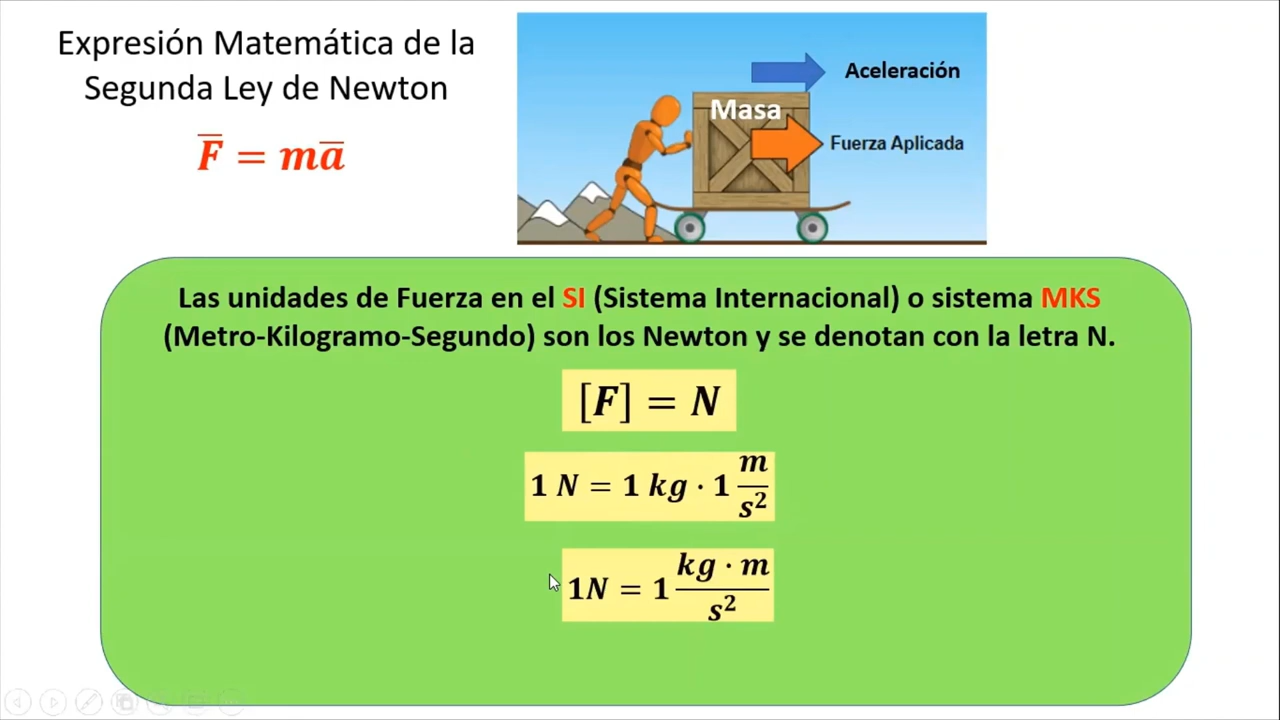 Expresión Matemática de la
Segunda Ley de Newton
F̅ = ma̅
Aceleración
Masa
Fuerza Aplicada
Las unidades de Fuerza en el SI (Sistema Internacional) o sistema MKS
(Metro-Kilogramo-Segundo) son los Newton y se denotan con la letra N.
[F] = N
1 N = 1 kg · 1 m/s²
1N = 1 kg · m/s²